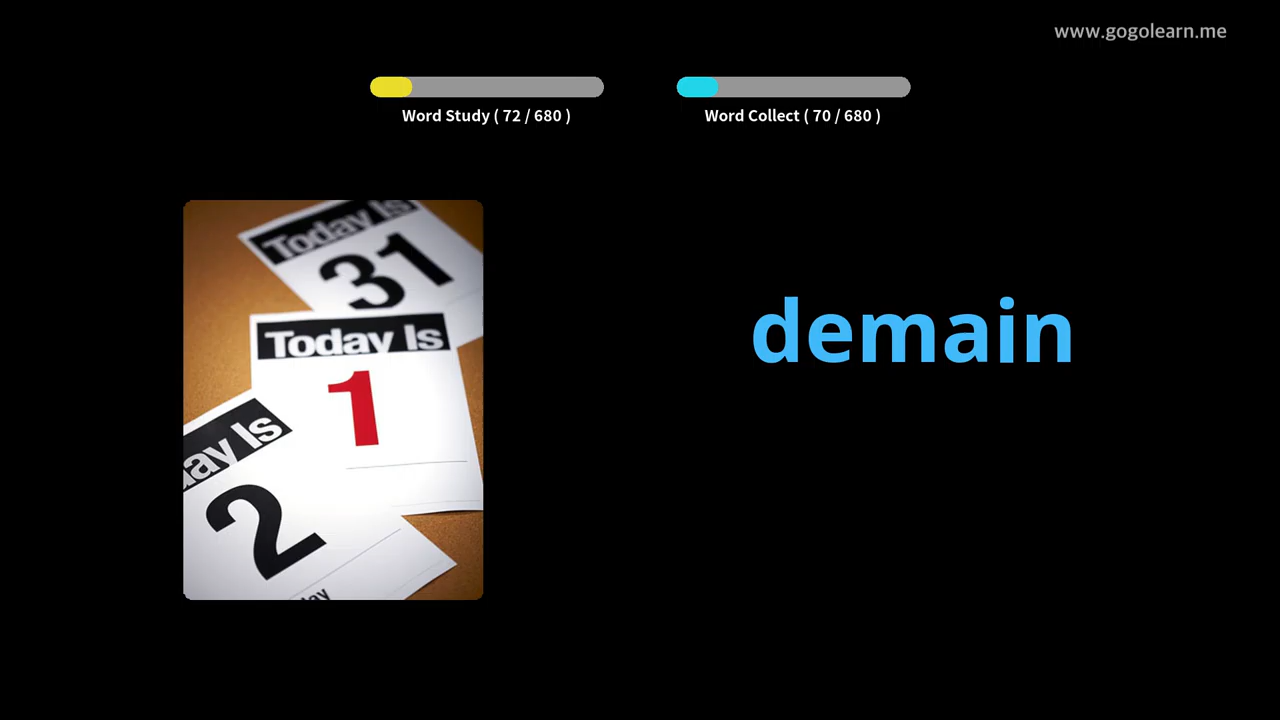 www.gogolearn.me
Word Study ( 72 / 680 )
Word Collect ( 70 / 680 )
Today Is
31
Today Is
1
ay Is
2
demain